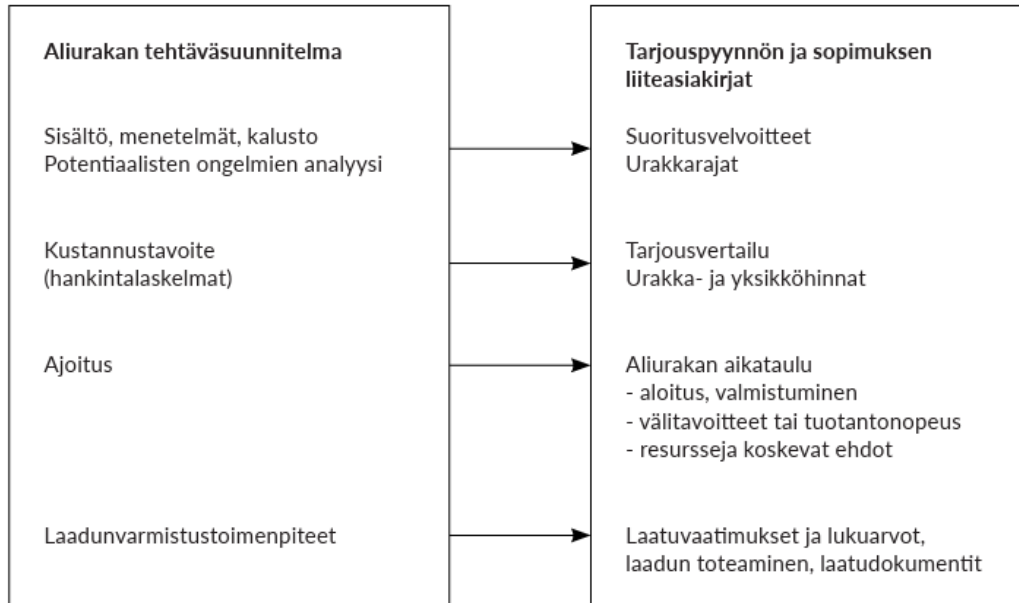 Aliurakan tehtäväsuunnitelma
Sisältö, menetelmät, kalusto
Potentiaalisten ongelmien analyysi
Kustannustavoite
(hankintalaskelmat)
Ajoitus
Laadunvarmistustoimenpiteet
Tarjouspyynnön ja sopimuksen
liiteasiakirjat
Suoritusvelvoitteet
Urakkarajat
Tarjousvertailu
Urakka- ja yksikköhinnat
Aliurakan aikataulu
- aloitus, valmistuminen
- välitavoitteet tai tuotantonopeus
- resursseja koskevat ehdot
Laatuvaatimukset ja lukuarvot,
laadun toteaminen, laatudokumentit